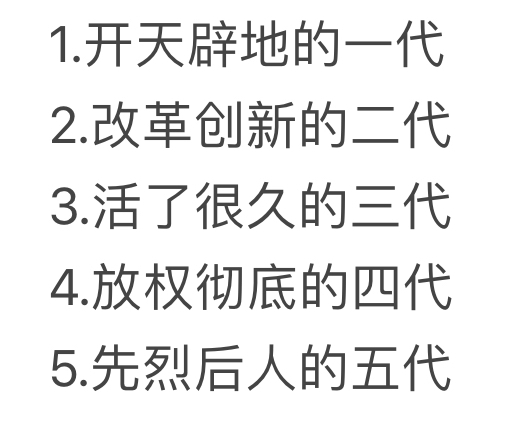 1.开天辟地的一代
2.改革创新的二代
3.活了很久的三代
4.放权彻底的四代
5.先烈后人的五代